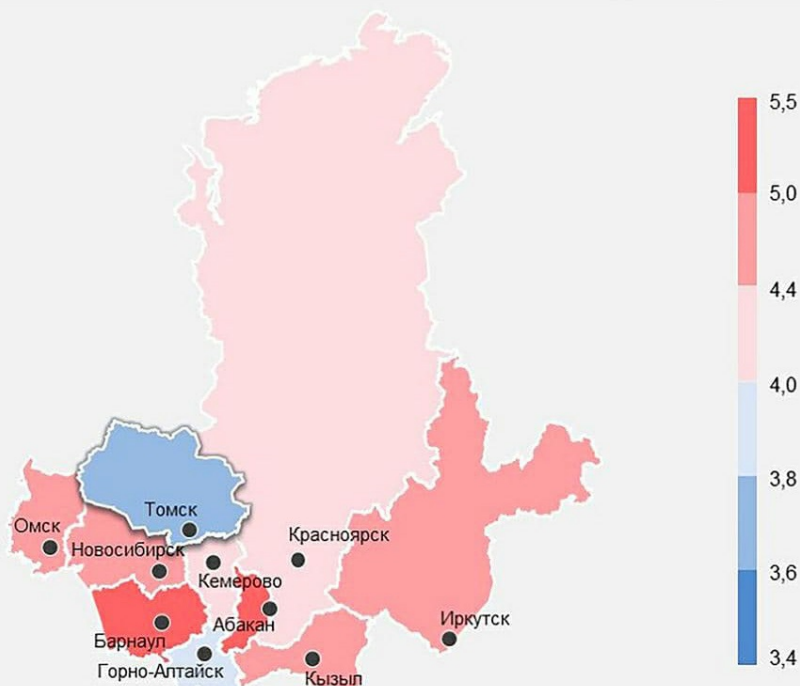 5,5
5,0
4,4
4,0
3,8
3,6
3,4
Томск
Омск
Новосибирск
Красноярск
Кемерово
Барнаул
Абакан
Иркутск
Горно-Алтайск
Кызыл